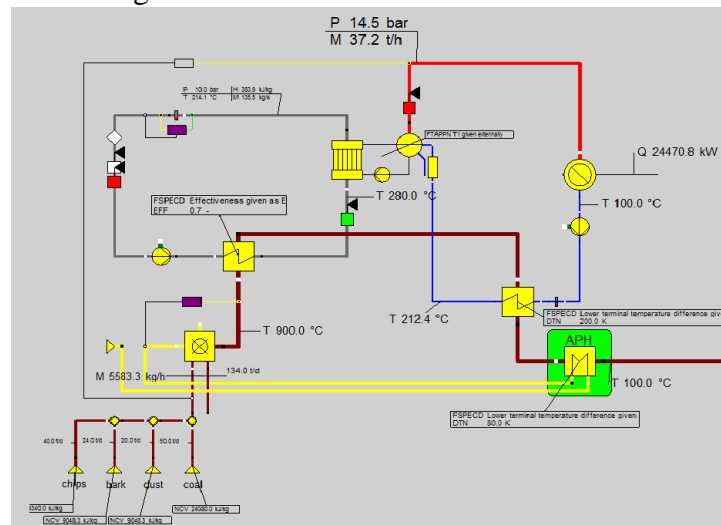 P 14.5 bar
M 37.2 t/h
P 10.0 bar H 383.9 kJ/kg
T 214.1 °C M 135.5 kg/s
FTAPPN T1 given externally
Q 24470.8 kW
T 280.0 °C
T 100.0 °C
FSPECD Effectiveness given as E
EFF 0.7 -
T 212.4 °C
FSPECD Lower terminal temperature difference give
DTN 200.0 K
T 900.0 °C
APH
M 5583.3 kg/h
134.0 t/d
T 100.0 °C
FSPECD Lower terminal temperature difference given
DTN 80.0 K
40.0 t/d 24.0 t/d 20.0 t/d 50.0 t/d
chips bark dust coal
NCV 24080.0 kJ/kg
NCV 9048.3 kJ/kg NCV 9048.3 kJ/kg